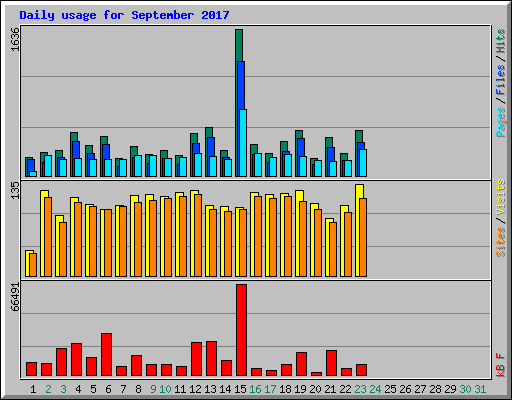 Daily usage for September 2017
1636
Pages / Files / Hits
135
Sites / Visits
66491
kB F
1 2 3 4 5 6 7 8 9 10 11 12 13 14 15 16 17 18 19 20 21 22 23 24 25 26 27 28 29 30 31